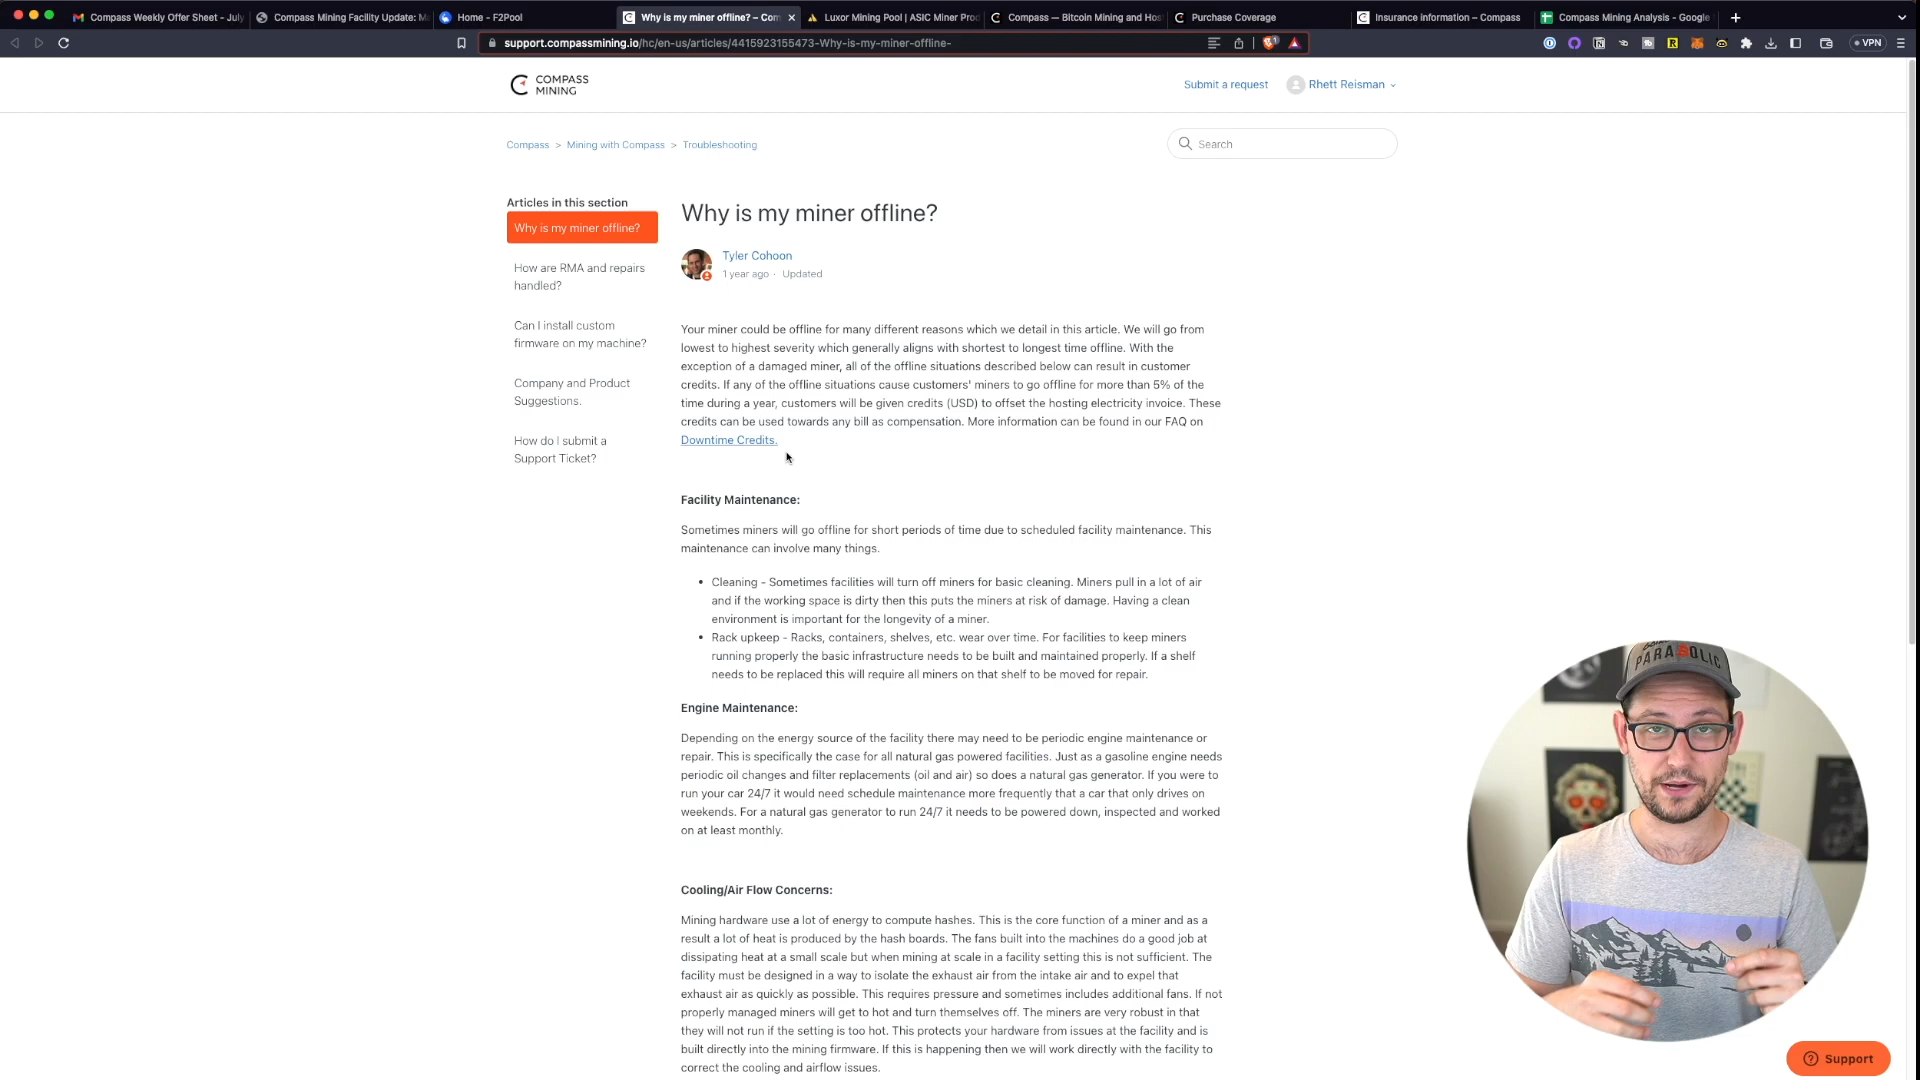 Compass Weekly Offer Sheet - July
Compass Mining Facility Update: M
Home - F2Pool
Why is my miner offline? – Com
Luxor Mining Pool | ASIC Miner Pro
Compass — Bitcoin Mining and Hos
Purchase Coverage
Insurance information – Compass
Compass Mining Analysis - Google
support.compassmining.io/hc/en-us/articles/4415923155473-Why-is-my-miner-offline-
VPN
COMPASS
MINING
Submit a request
Rhett Reisman
Compass > Mining with Compass > Troubleshooting
Search
Articles in this section
Why is my miner offline?
How are RMA and repairs
handled?
Can I install custom
firmware on my machine?
Company and Product
Suggestions.
How do I submit a
Support Ticket?
Why is my miner offline?
Tyler Cohoon
1 year ago · Updated
Your miner could be offline for many different reasons which we detail in this article. We will go from
lowest to highest severity which generally aligns with shortest to longest time offline. With the
exception of a damaged miner, all of the offline situations described below can result in customer
credits. If any of the offline situations cause customers' miners to go offline for more than 5% of the
time during a year, customers will be given credits (USD) to offset the hosting electricity invoice. These
credits can be used towards any bill as compensation. More information can be found in our FAQ on
Downtime Credits.
Facility Maintenance:
Sometimes miners will go offline for short periods of time due to scheduled facility maintenance. This
maintenance can involve many things.
• Cleaning - Sometimes facilities will turn off miners for basic cleaning. Miners pull in a lot of air
and if the working space is dirty then this puts the miners at risk of damage. Having a clean
environment is important for the longevity of a miner.
• Rack upkeep - Racks, containers, shelves, etc. wear over time. For facilities to keep miners
running properly the basic infrastructure needs to be built and maintained properly. If a shelf
needs to be replaced this will require all miners on that shelf to be moved for repair.
Engine Maintenance:
Depending on the energy source of the facility there may need to be periodic engine maintenance or
repair. This is specifically the case for all natural gas powered facilities. Just as a gasoline engine needs
periodic oil changes and filter replacements (oil and air) so does a natural gas generator. If you were to
run your car 24/7 it would need schedule maintenance more frequently that a car that only drives on
weekends. For a natural gas generator to run 24/7 it needs to be powered down, inspected and worked
on at least monthly.
Cooling/Air Flow Concerns:
Mining hardware use a lot of energy to compute hashes. This is the core function of a miner and as a
result a lot of heat is produced by the hash boards. The fans built into the machines do a good job at
dissipating heat at a small scale but when mining at scale in a facility setting this is not sufficient. The
facility must be designed in a way to isolate the exhaust air from the intake air and to expel that
exhaust air as quickly as possible. This requires pressure and sometimes includes additional fans. If not
properly managed miners will get to hot and turn themselves off. The miners are very robust in that
they will not run if the setting is too hot. This protects your hardware from issues at the facility and is
built directly into the mining firmware. If this is happening then we will work directly with the facility to
correct the cooling and airflow issues.
PARABOLIC
Support